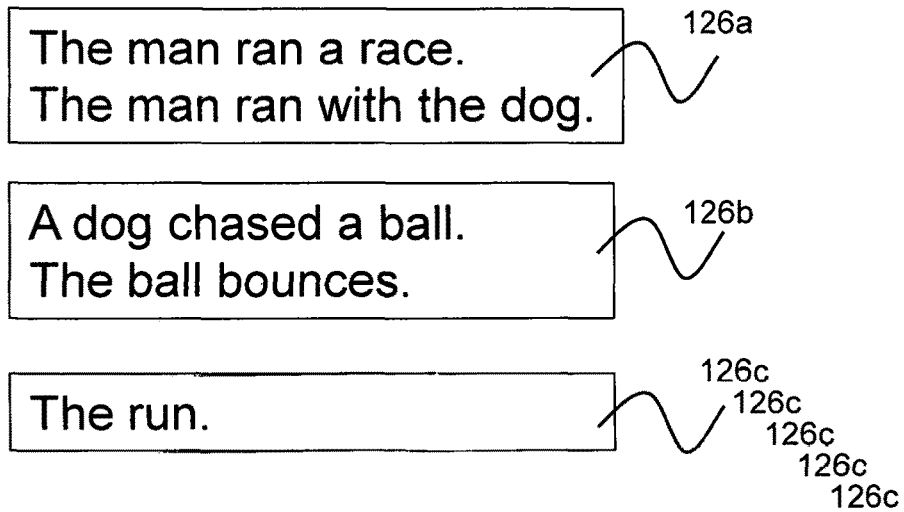 The man ran a race.
The man ran with the dog.
126a
A dog chased a ball.
The ball bounces.
126b
The run.
126c
126c
126c
126c
126c